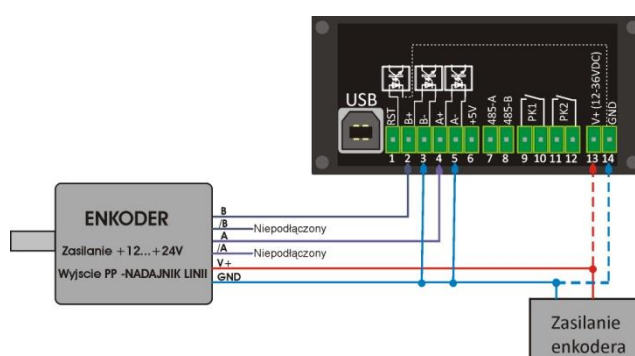 USB
RST
B+
B-
A+
A-
+5V
485-A
485-B
PK1
PK2
V+ (12-36VDC)
GND
1 2 3 4 5 6 7 8 9 10 11 12 13 14
ENKODER
Zasilanie +12...+24V
Wyjscie PP -NADAJNIK LINII
B
/B
Niepodłączony
A
/A
Niepodłączony
V+
GND
Zasilanie
enkodera